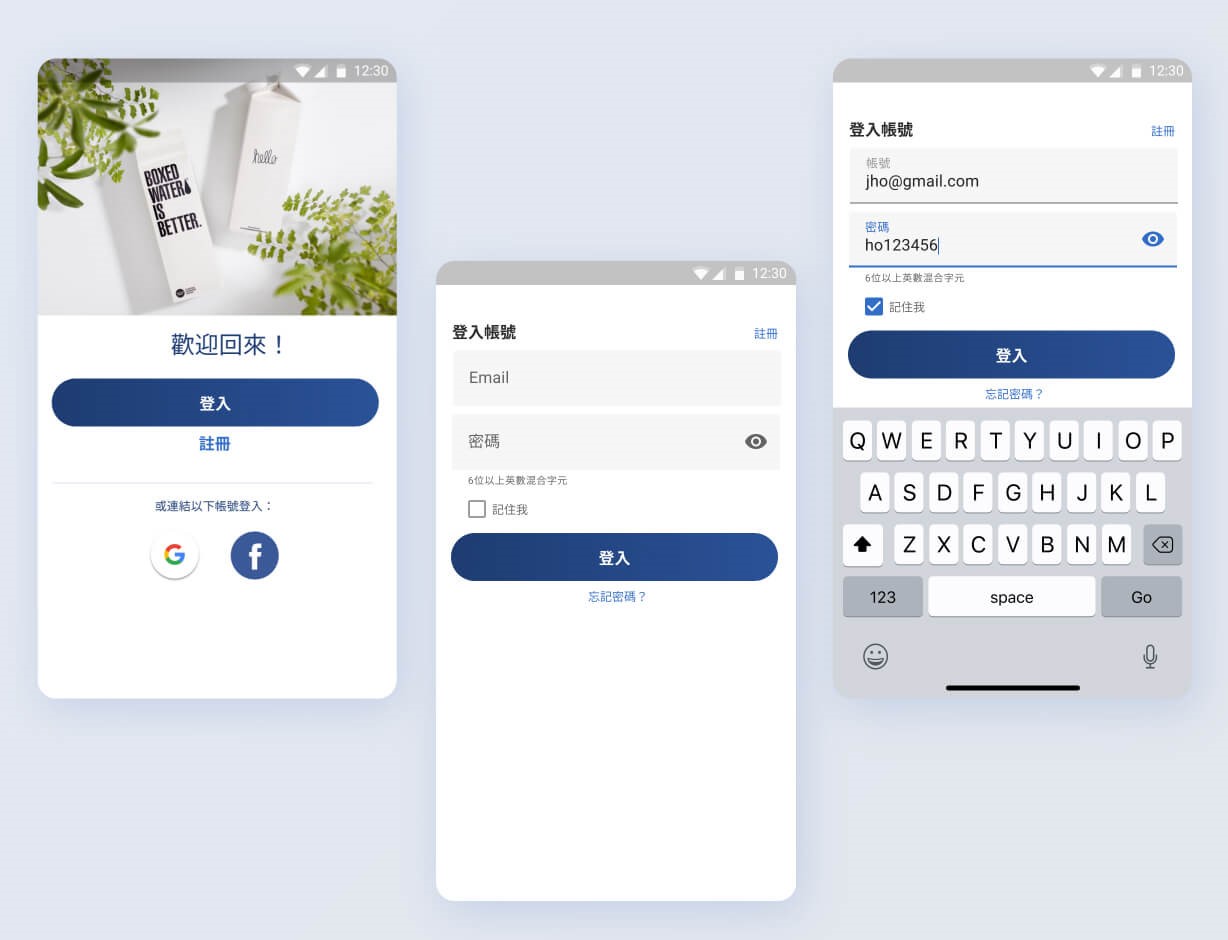 12:30
BOXED
WATER
IS
BETTER.
hello
歡迎回來！
登入
註冊
或連結以下帳號登入：
G
f
12:30
登入帳號
註冊
Email
密碼
6位以上英數混合字元
記住我
登入
忘記密碼？
12:30
登入帳號
註冊
帳號
jho@gmail.com
密碼
ho123456
6位以上英數混合字元
記住我
登入
忘記密碼？
Q W E R T Y U I O P
A S D F G H J K L
Z X C V B N M
123 space Go